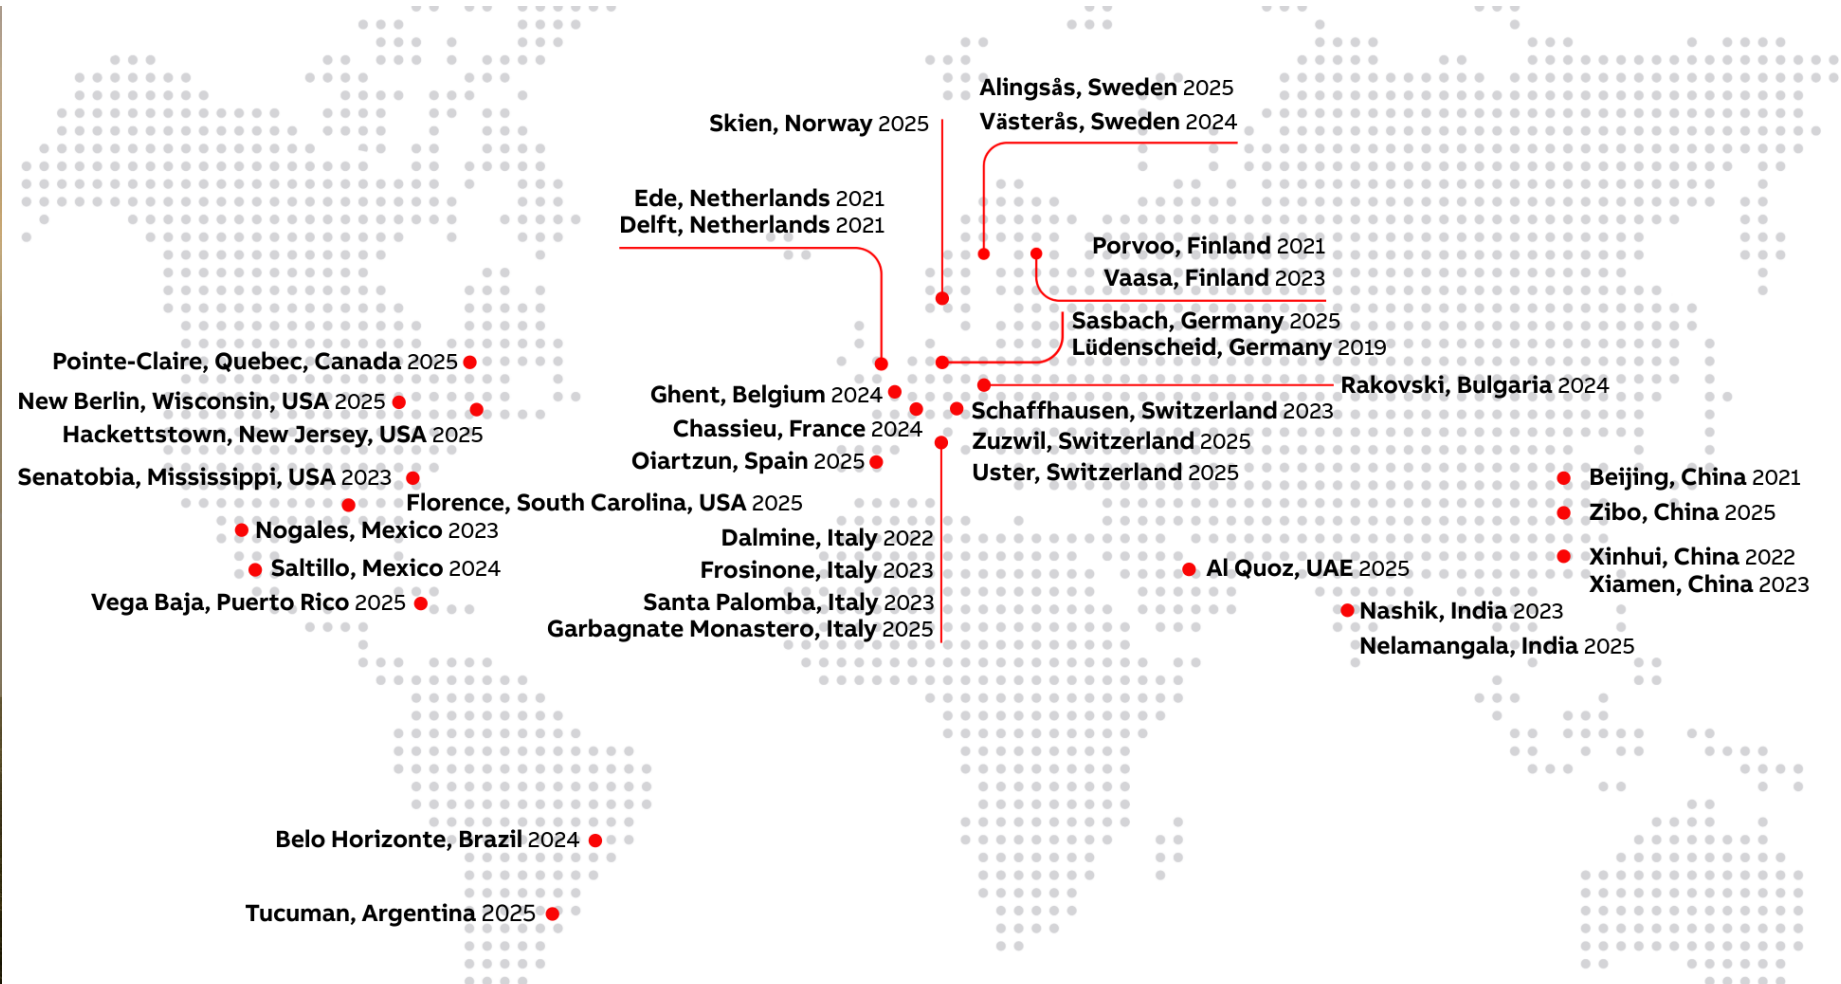 Alingsås, Sweden 2025
Västerås, Sweden 2024
Skien, Norway 2025
Ede, Netherlands 2021
Delft, Netherlands 2021
Porvoo, Finland 2021
Vaasa, Finland 2023
Sasbach, Germany 2025
Lüdenscheid, Germany 2019
Pointe-Claire, Quebec, Canada 2025
New Berlin, Wisconsin, USA 2025
Hackettstown, New Jersey, USA 2025
Senatobia, Mississippi, USA 2023
Florence, South Carolina, USA 2025
Nogales, Mexico 2023
Saltillo, Mexico 2024
Vega Baja, Puerto Rico 2025
Ghent, Belgium 2024
Chassieu, France 2024
Oiartzun, Spain 2025
Rakovski, Bulgaria 2024
Schaffhausen, Switzerland 2023
Zuzwil, Switzerland 2025
Uster, Switzerland 2025
Dalmine, Italy 2022
Frosinone, Italy 2023
Santa Palomba, Italy 2023
Garbagnate Monastero, Italy 2025
Al Quoz, UAE 2025
Nashik, India 2023
Nelamangala, India 2025
Beijing, China 2021
Zibo, China 2025
Xinhui, China 2022
Xiamen, China 2023
Belo Horizonte, Brazil 2024
Tucuman, Argentina 2025